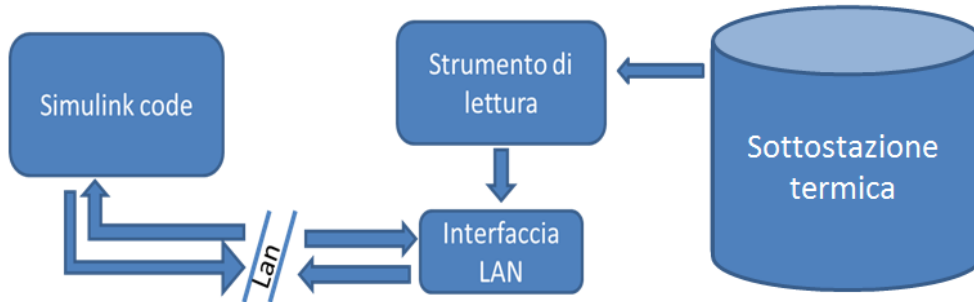 Simulink code
Strumento di
lettura
Sottostazione
termica
Interfaccia
LAN
Lan